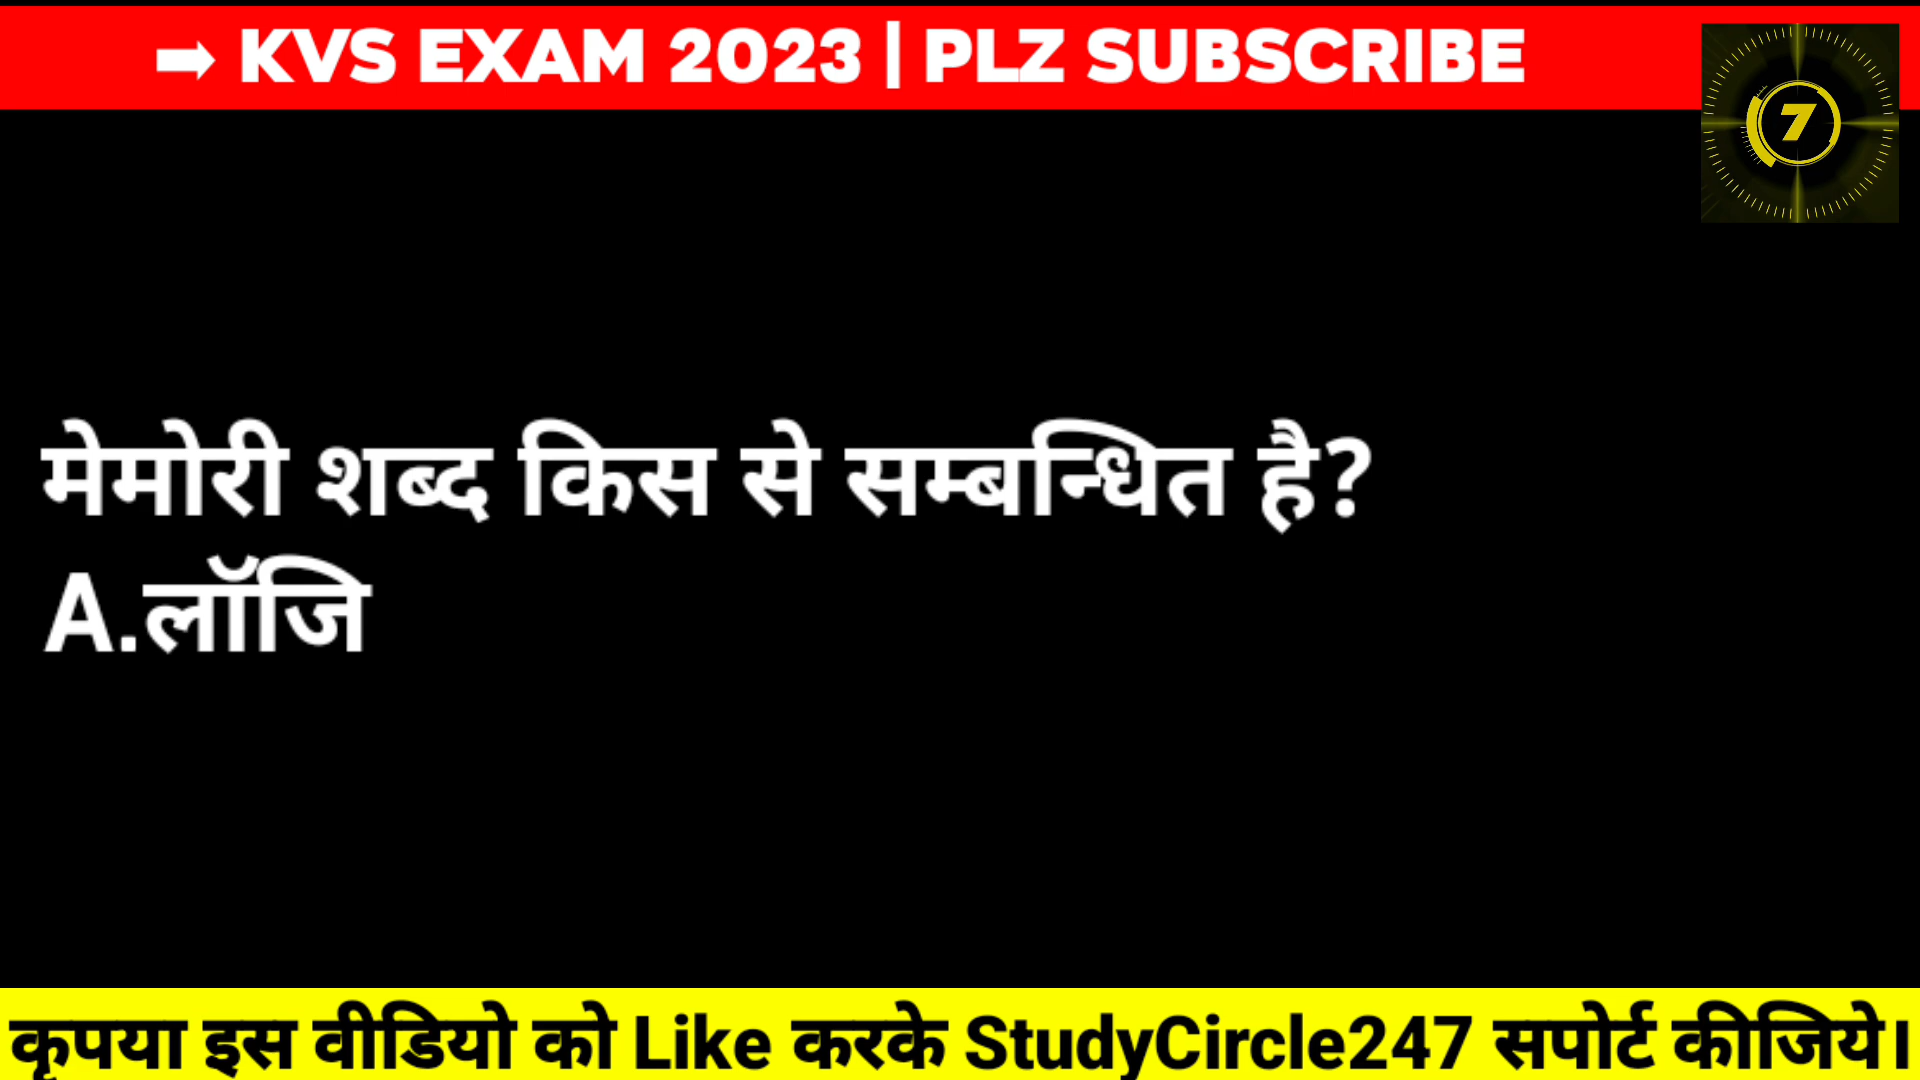 ➡ KVS EXAM 2023 | PLZ SUBSCRIBE
7
मेमोरी शब्द किस से सम्बन्धित है?
A.लॉजि
कृपया इस वीडियो को Like करके StudyCircle247 सपोर्ट कीजिये।